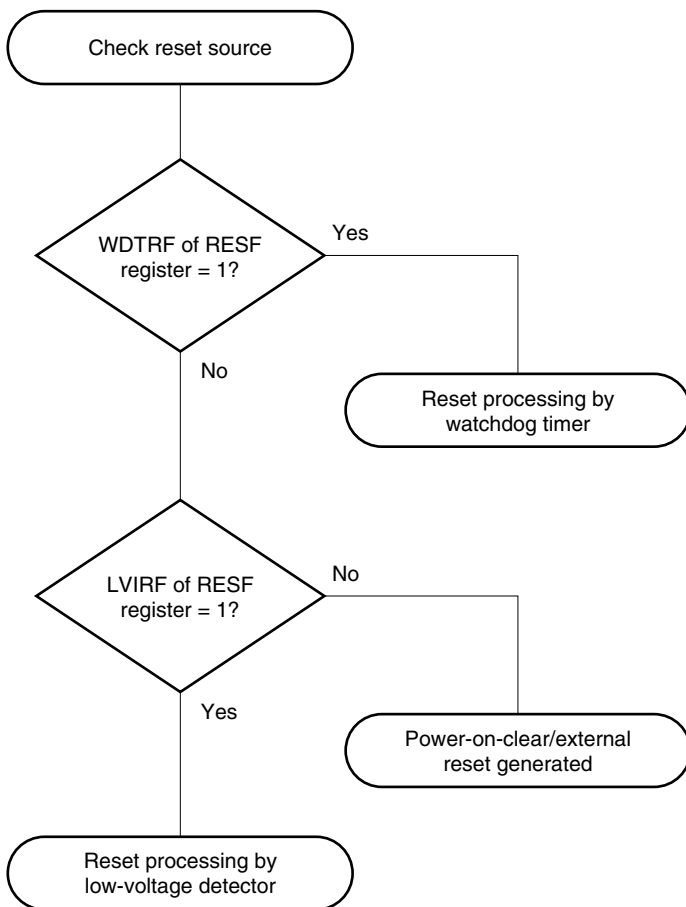 Check reset source
WDTRF of RESF
register = 1?
Yes
No
Reset processing by
watchdog timer
LVIRF of RESF
register = 1?
No
Yes
Power-on-clear/external
reset generated
Reset processing by
low-voltage detector